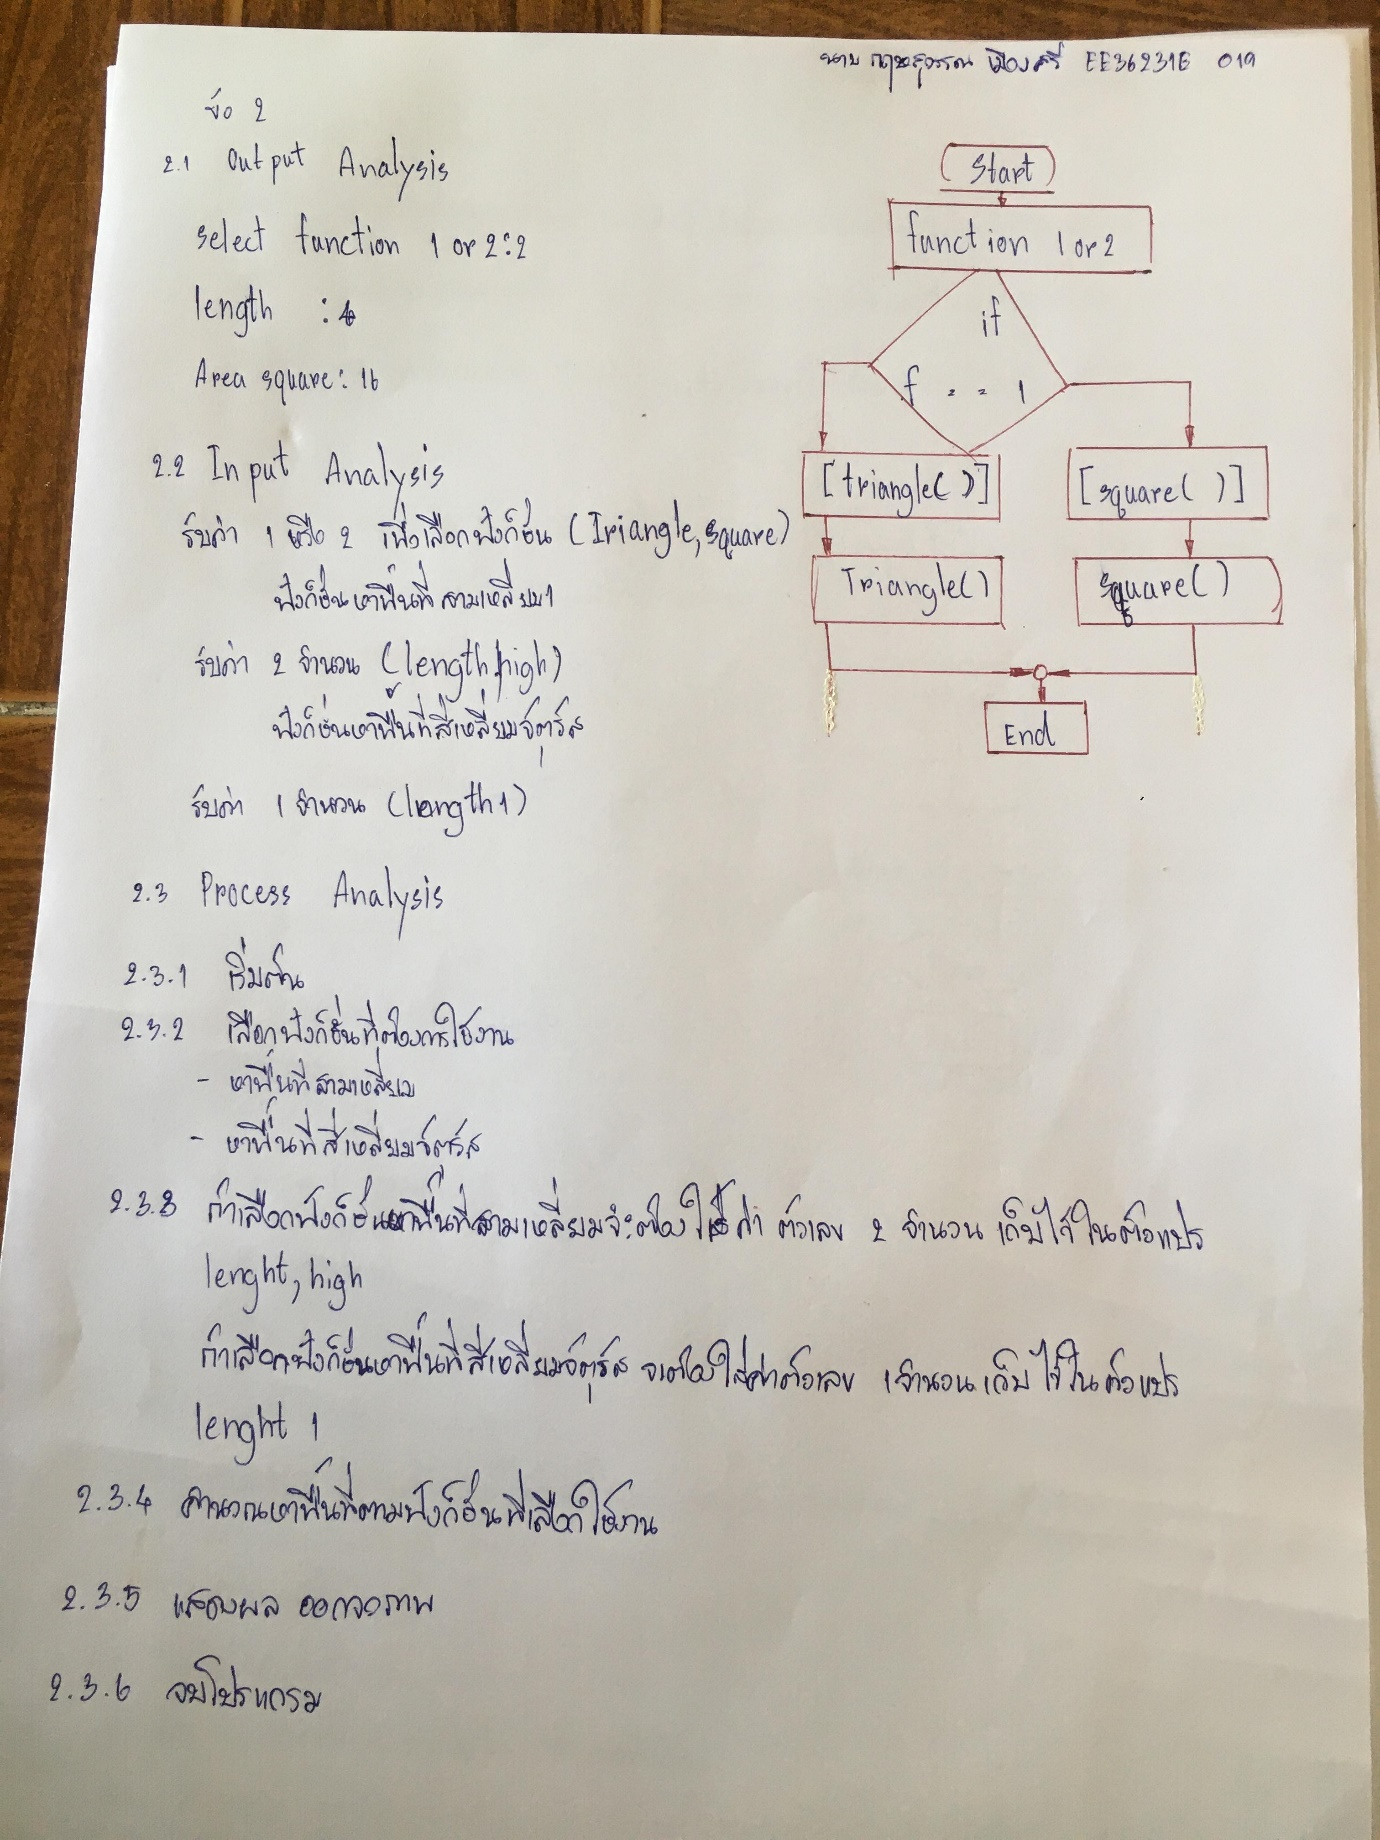 นาย กฤษสุวรรณ เมืองศรี EE36231E 019
ข้อ 2
2.1 Output Analysis
select function 1 or 2:2
length : 4
Area square: 16
2.2 Input Analysis
รับค่า 1 หรือ 2 เพื่อเลือกฟังก์ชั่น (Triangle, square)
ฟังก์ชั่นหาพื้นที่สามเหลี่ยม1
รับค่า 2 จำนวน (length,high)
ฟังก์ชั่นหาพื้นที่สี่เหลี่ยมจัตุรัส
รับค่า 1 จำนวน (length1)
2.3 Process Analysis
2.3.1 เริ่มต้น
2.3.2 เลือกฟังก์ชั่นที่ต้องการใช้งาน
- หาพื้นที่สามเหลี่ยม
- หาพื้นที่สี่เหลี่ยมจัตุรัส
2.3.3 ถ้าเลือกฟังก์ชั่นหาพื้นที่สามเหลี่ยมจะต้องใส่ค่า ตัวเลข 2 จำนวน เก็บไว้ในตัวแปร
lenght, high
ถ้าเลือกฟังก์ชั่นหาพื้นที่สี่เหลี่ยมจัตุรัส จะต้องใส่ค่าตัวเลข 1 จำนวน เก็บไว้ในตัวแปร
lenght 1
2.3.4 คำนวณหาพื้นที่ตามฟังก์ชั่นที่เลือกใช้งาน
2.3.5 แสดงผล ออกจอภาพ
2.3.6 จบโปรแกรม
(Start)
function 1 or 2
if
f = = 1
[triangle( )]
[square( )]
Triangle()
square()
End